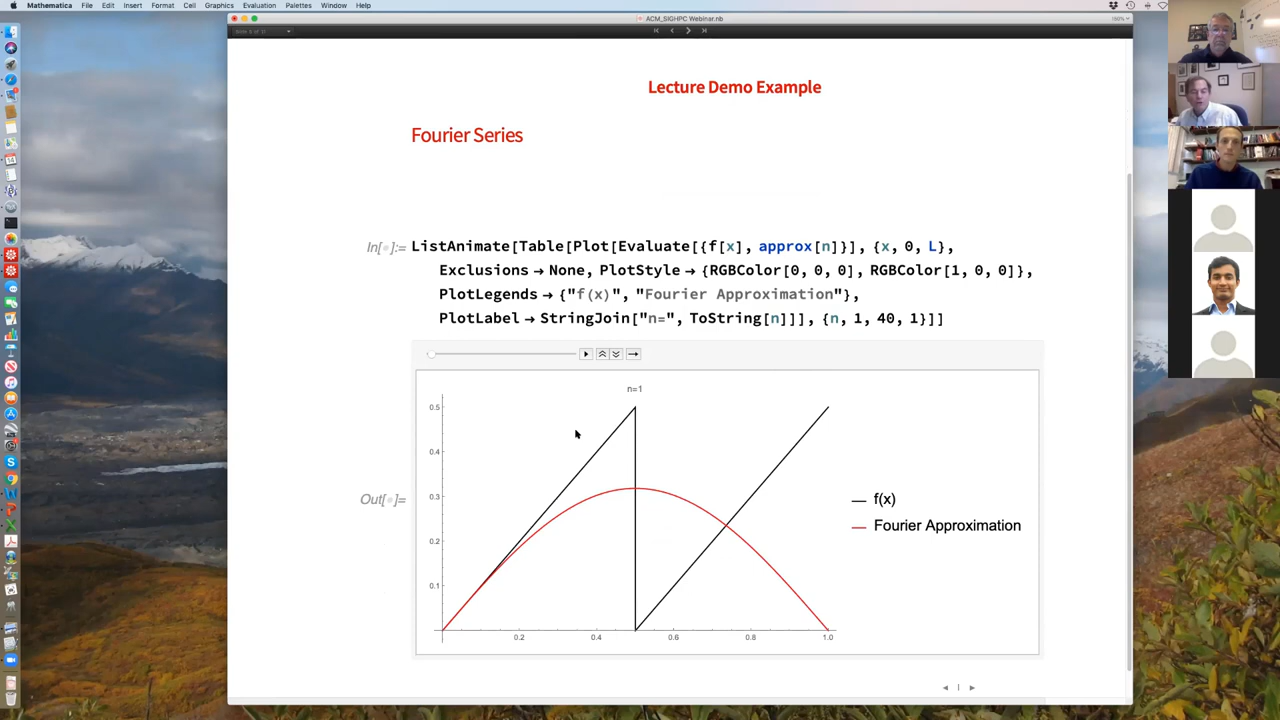 Mathematica File Edit Insert Format Cell Graphics Evaluation Palettes Window Help
ACM_SIGHPC Webinar.nb
Lecture Demo Example
Fourier Series
In[ ]:= ListAnimate[Table[Plot[Evaluate[{f[x], approx[n]}], {x, 0, L},
Exclusions → None, PlotStyle → {RGBColor[0, 0, 0], RGBColor[1, 0, 0]},
PlotLegends → {"f(x)", "Fourier Approximation"},
PlotLabel → StringJoin["n=", ToString[n]]], {n, 1, 40, 1}]]
n=1
0.5
0.4
0.3
0.2
0.1
Out[ ]=
f(x)
Fourier Approximation
0.2 0.4 0.6 0.8 1.0